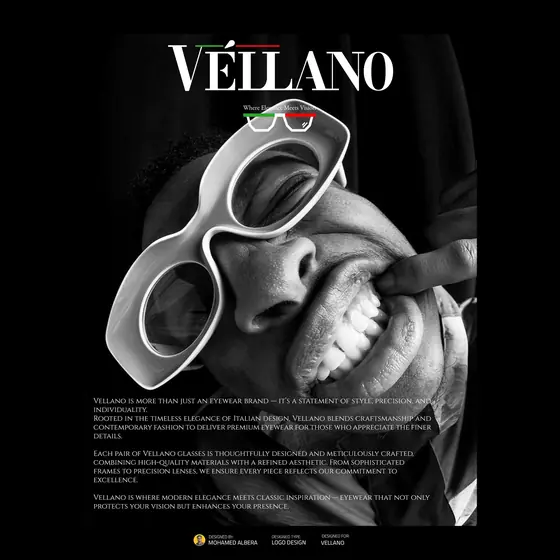 VÉLLANO
Where Elegance Meets Vision
Vellano is more than just an eyewear brand — it's a statement of style, precision, and
individuality.
Rooted in the timeless elegance of Italian design, Vellano blends craftsmanship and
contemporary fashion to deliver premium eyewear for those who appreciate the finer
details.
Each pair of Vellano glasses is thoughtfully designed and meticulously crafted,
combining high-quality materials with a refined aesthetic. From sophisticated
frames to precision lenses, we ensure every piece reflects our commitment to
excellence.
Vellano is where modern elegance meets classic inspiration — eyewear that not only
protects your vision but enhances your presence.
DESIGNED BY:
MOHAMED ALBERA
DESIGNED TYPE:
LOGO DESIGN
DESIGNED FOR
VELLANO